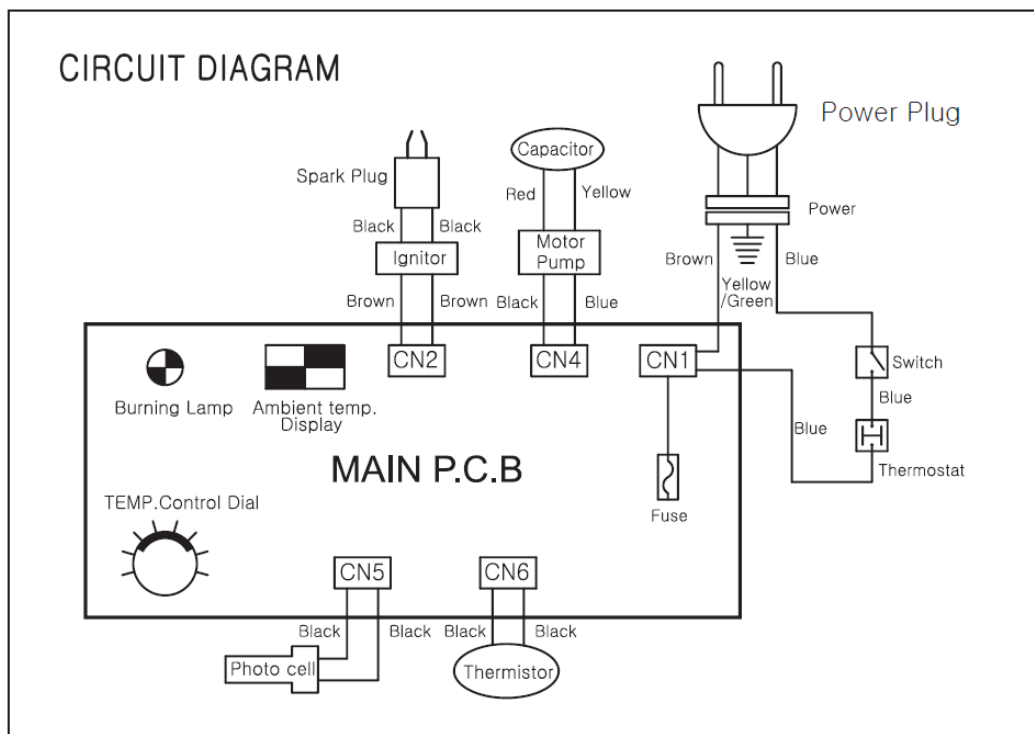 CIRCUIT DIAGRAM
Power Plug
Capacitor
Spark Plug
Red
Yellow
Power
Black
Black
Ignitor
Motor
Pump
Brown
Blue
Yellow
/Green
Brown
Brown
Black
Blue
CN2
CN4
CN1
Switch
Blue
Burning Lamp
Ambient temp.
Display
Blue
Thermostat
MAIN P.C.B
TEMP.Control Dial
Fuse
CN5
CN6
Black
Black
Black
Black
Photo cell
Thermistor